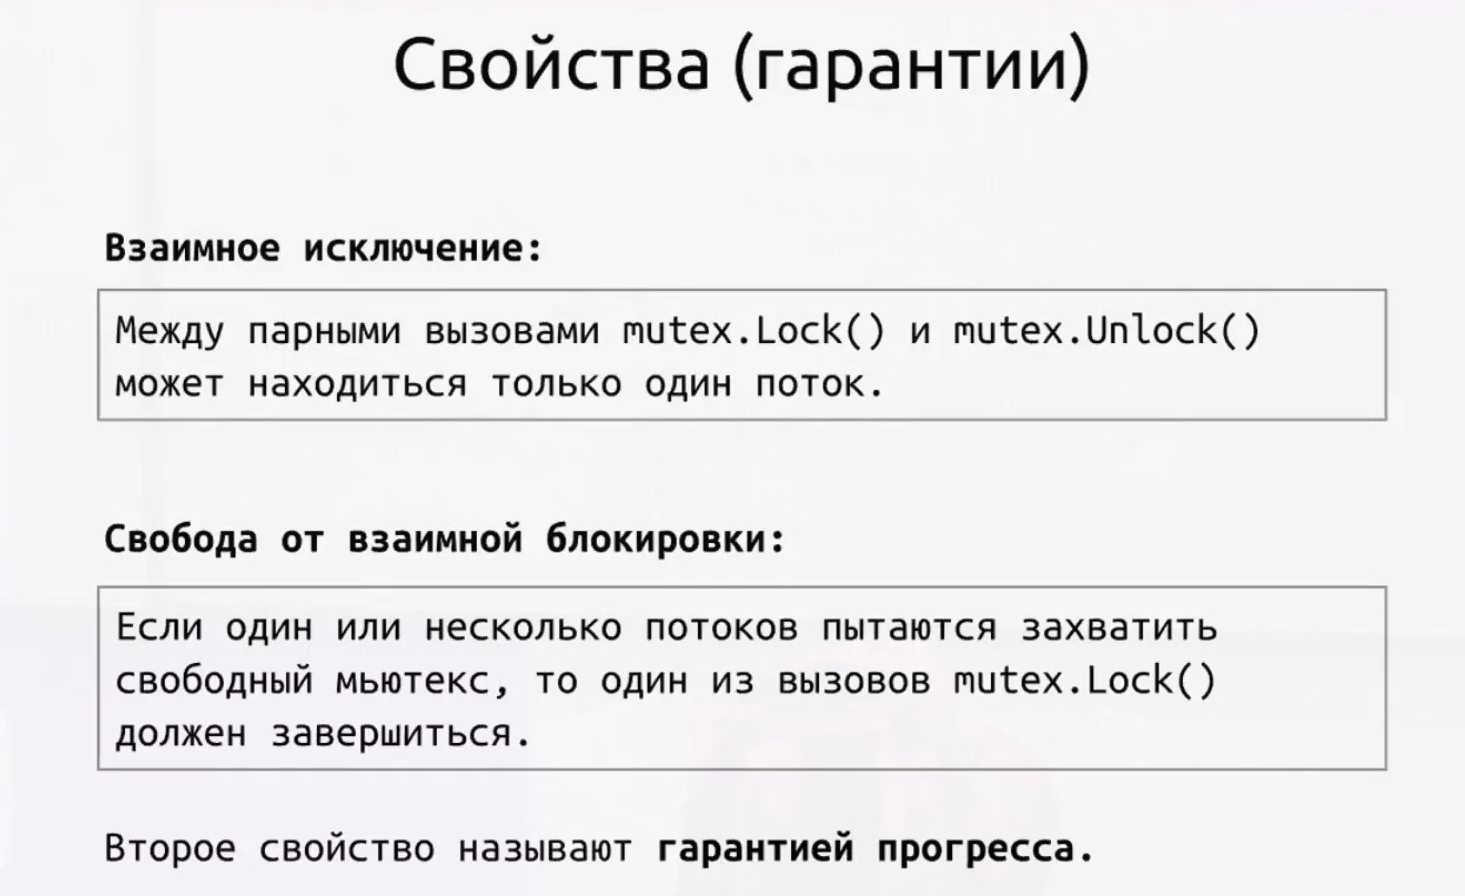 Свойства (гарантии)
Взаимное исключение:
Между парными вызовами mutex.Lock() и mutex.Unlock()
может находиться только один поток.
Свобода от взаимной блокировки:
Если один или несколько потоков пытаются захватить
свободный мьютекс, то один из вызовов mutex.Lock()
должен завершиться.
Второе свойство называют гарантией прогресса.